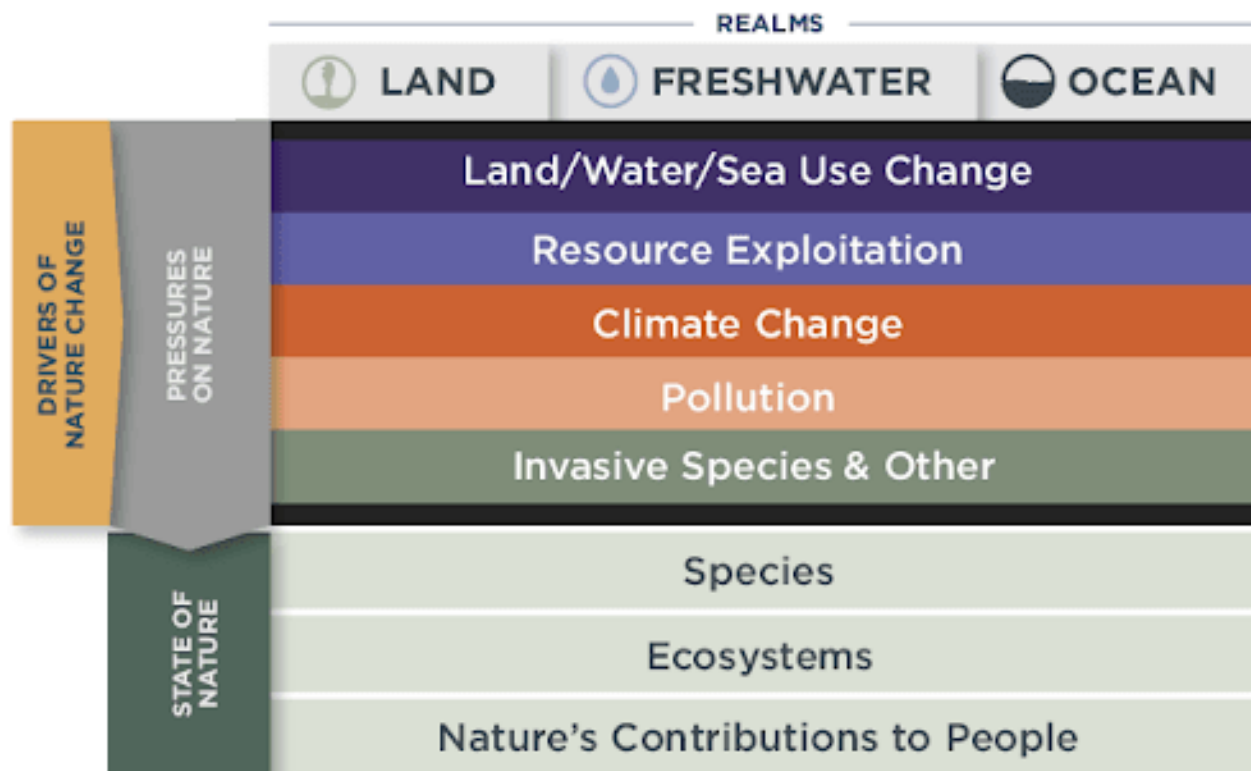 REALMS
LAND
FRESHWATER
OCEAN
DRIVERS OF
NATURE CHANGE
PRESSURES
ON NATURE
Land/Water/Sea Use Change
Resource Exploitation
Climate Change
Pollution
Invasive Species & Other
STATE OF
NATURE
Species
Ecosystems
Nature’s Contributions to People